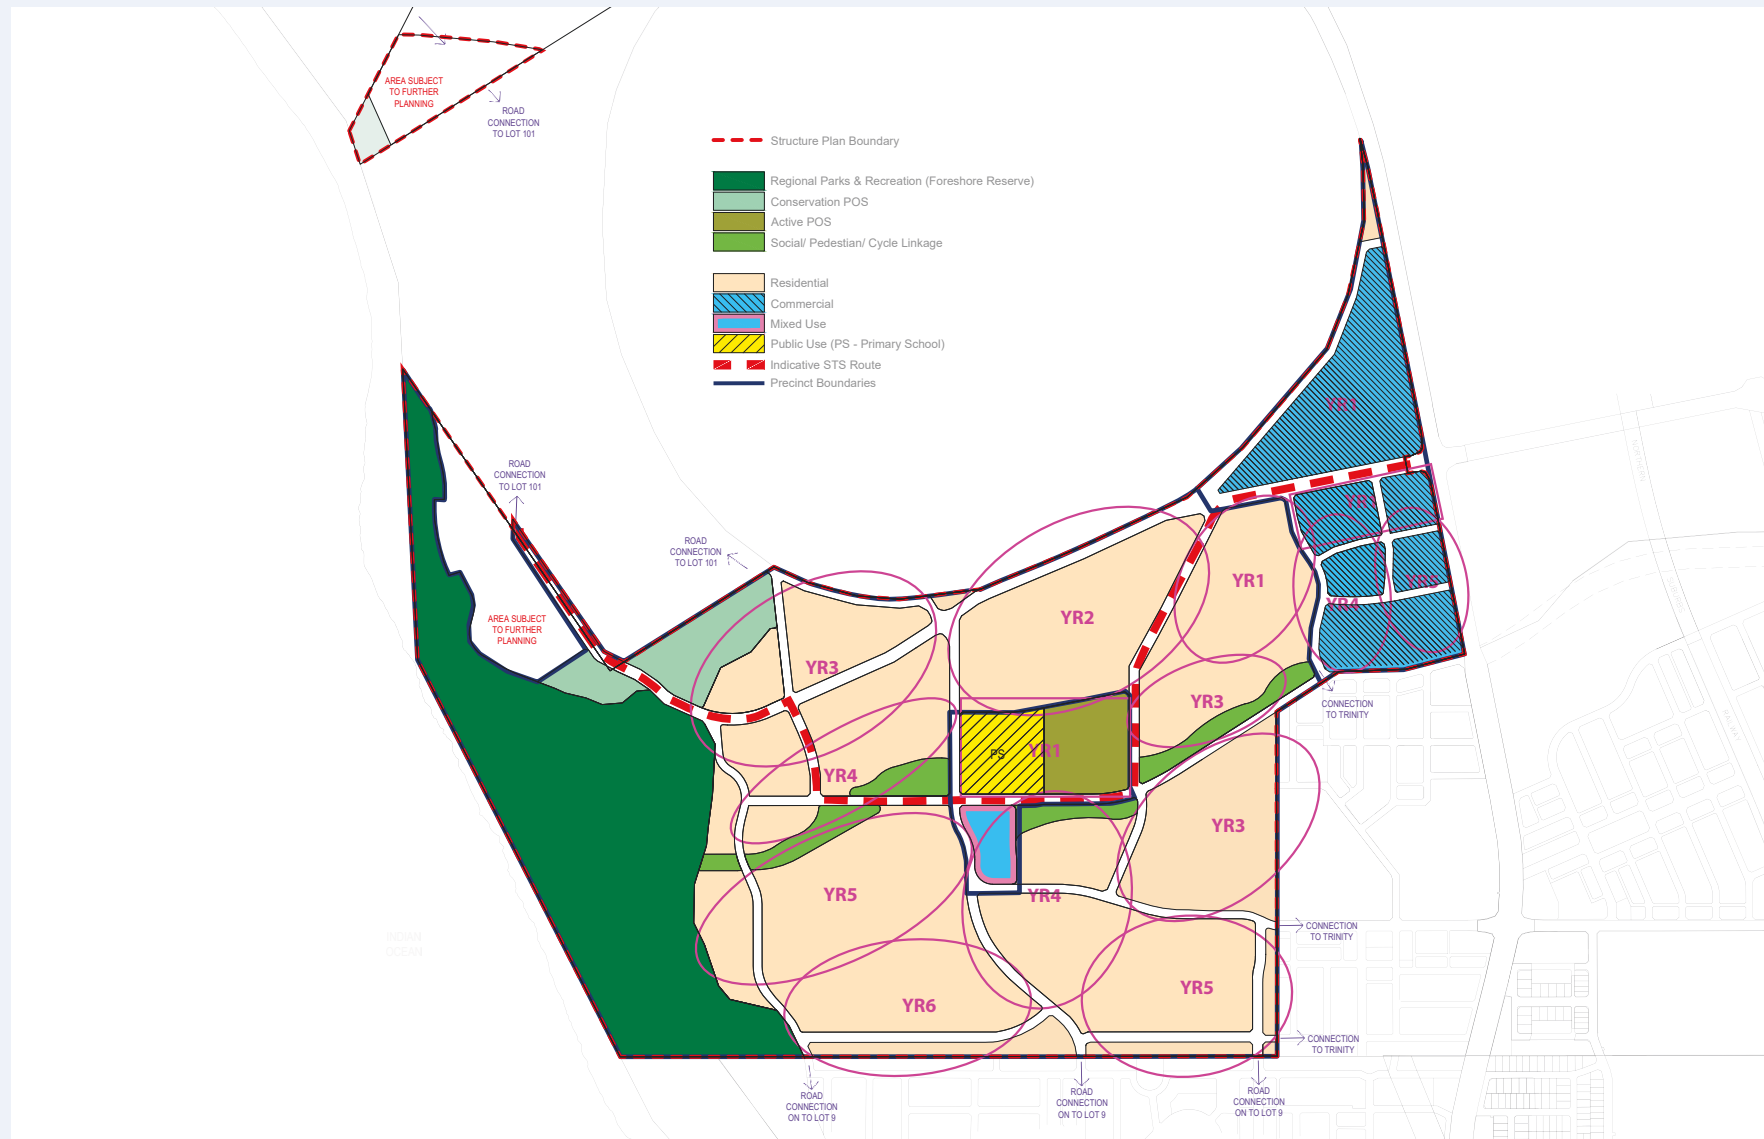 AREA SUBJECT
TO FURTHER
PLANNING
ROAD
CONNECTION
TO LOT 101
Structure Plan Boundary
Regional Parks & Recreation (Foreshore Reserve)
Conservation POS
Active POS
Social/ Pedestian/ Cycle Linkage
Residential
Commercial
Mixed Use
Public Use (PS - Primary School)
Indicative STS Route
Precinct Boundaries
YR1
ROAD
CONNECTION
TO LOT 101
ROAD
CONNECTION
TO LOT 101
YR1
YR5
YR4
YR2
AREA SUBJECT
TO FURTHER
PLANNING
YR3
YR3
CONNECTION
TO TRINITY
PS
YR1
YR4
YR3
YR5
YR4
INDIAN
OCEAN
CONNECTION
TO TRINITY
YR5
YR6
CONNECTION
TO TRINITY
ROAD
CONNECTION
ON TO LOT 9
ROAD
CONNECTION
ON TO LOT 9
ROAD
CONNECTION
ON TO LOT 9